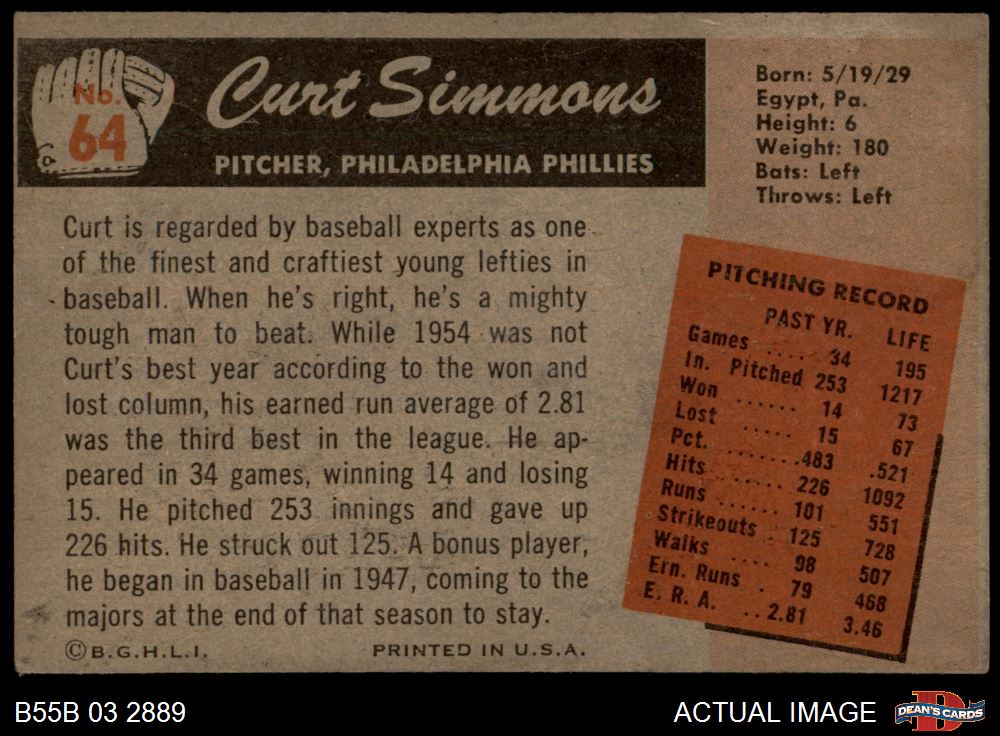 No.
64
Curt Simmons
PITCHER, PHILADELPHIA PHILLIES
Born: 5/19/29
Egypt, Pa.
Height: 6
Weight: 180
Bats: Left
Throws: Left
Curt is regarded by baseball experts as one
of the finest and craftiest young lefties in
baseball. When he's right, he's a mighty
tough man to beat. While 1954 was not
Curt's best year according to the won and
lost column, his earned run average of 2.81
was the third best in the league. He ap-
peared in 34 games, winning 14 and losing
15. He pitched 253 innings and gave up
226 hits. He struck out 125. A bonus player,
he began in baseball in 1947, coming to the
majors at the end of that season to stay.
©B.G.H.L.I. PRINTED IN U.S.A.
PITCHING RECORD
PAST YR. LIFE
Games .... 34 195
In. Pitched 253 1217
Won ...... 14 73
Lost ..... 15 67
Pct. ...... .483 .521
Hits ...... 226 1092
Runs ..... 101 551
Strikeouts . 125 728
Walks .... 98 507
Ern. Runs . 79 468
E. R. A. .. 2.81 3.46
B55B 03 2889
ACTUAL IMAGE
D
DEAN'S CARDS